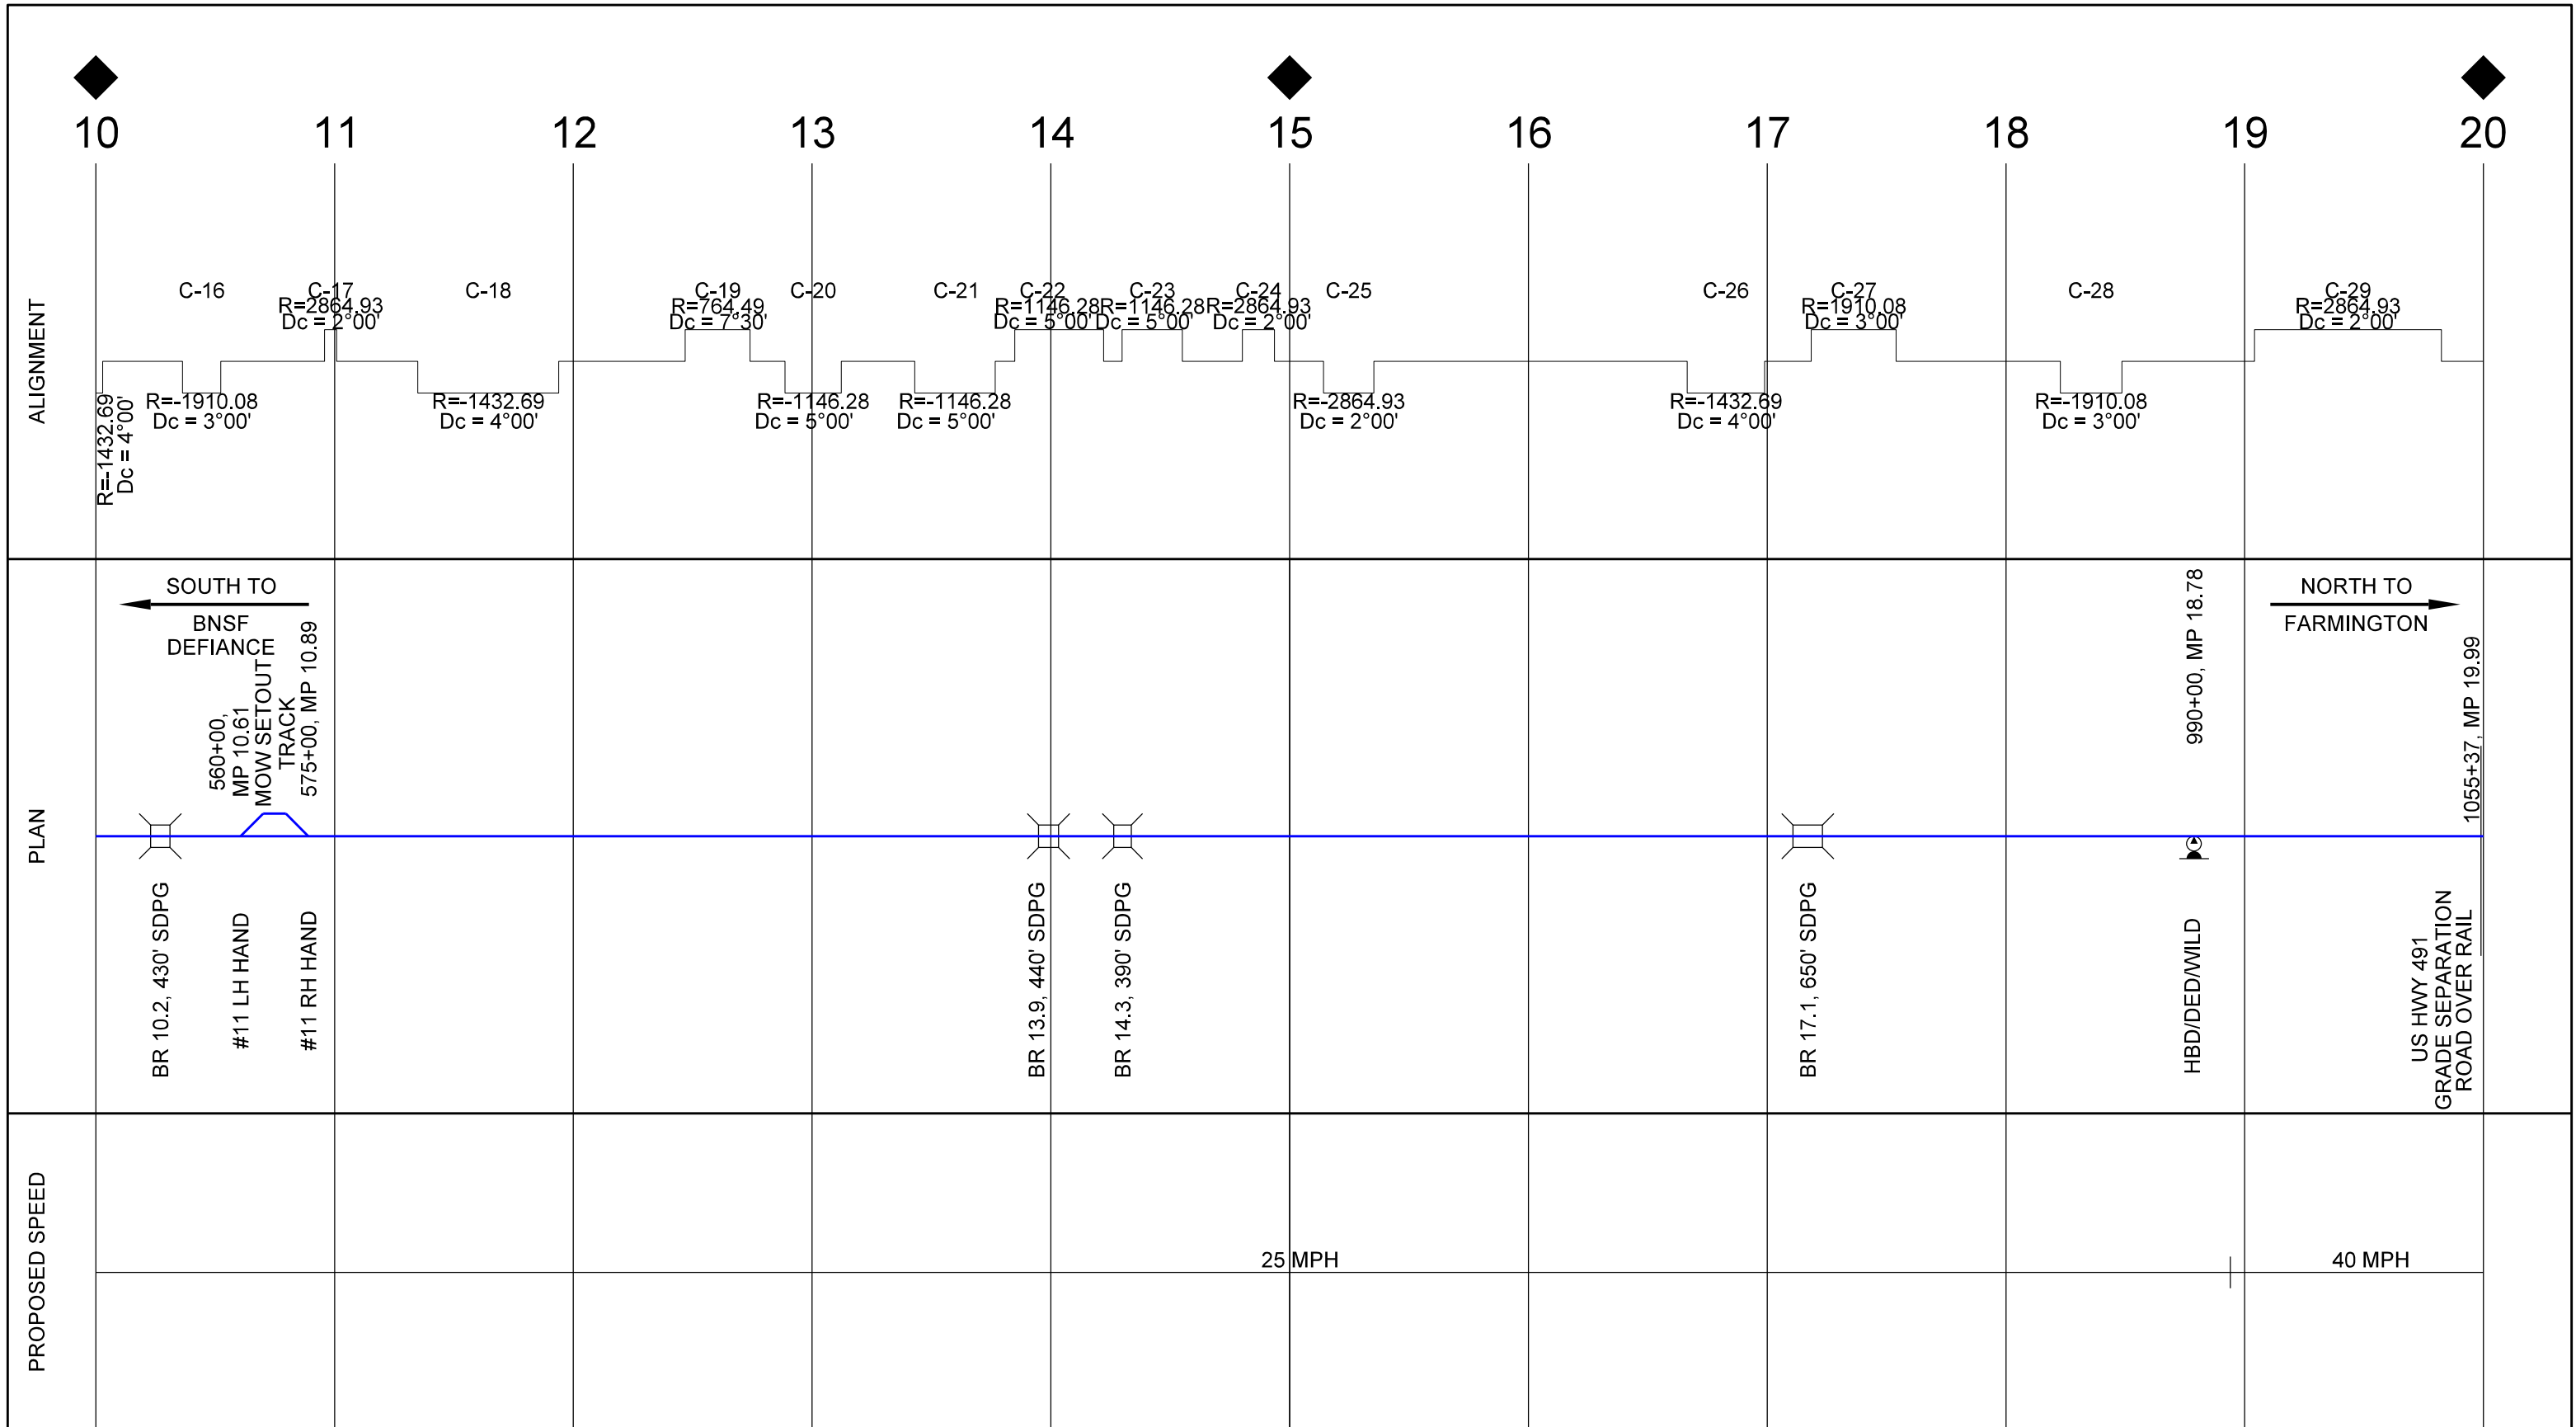 10 11 12 13 14 15 16 17 18 19 20
ALIGNMENT
R=-1432.69
Dc = 4°00'
C-16
R=-1910.08
Dc = 3°00'
C-17
R=2864.93
Dc = 2°00'
C-18
R=-1432.69
Dc = 4°00'
C-19
R=764.49
Dc = 7°30'
C-20
R=-1146.28
Dc = 5°00'
C-21
R=-1146.28
Dc = 5°00'
C-22
R=1146.28
Dc = 5°00'
C-23
R=1146.28
Dc = 5°00'
C-24
R=2864.93
Dc = 2°00'
C-25
R=-2864.93
Dc = 2°00'
C-26
R=-1432.69
Dc = 4°00'
C-27
R=1910.08
Dc = 3°00'
C-28
R=-1910.08
Dc = 3°00'
C-29
R=2864.93
Dc = 2°00'
PLAN
SOUTH TO
BNSF
DEFIANCE
560+00,
MP 10.61
MOW SETOUT
TRACK
575+00, MP 10.89
990+00, MP 18.78
NORTH TO
FARMINGTON
1055+37, MP 19.99
BR 10.2, 430' SDPG
#11 LH HAND
#11 RH HAND
BR 13.9, 440' SDPG
BR 14.3, 390' SDPG
BR 17.1, 650' SDPG
HBD/DED/WILD
US HWY 491
GRADE SEPARATION
ROAD OVER RAIL
PROPOSED SPEED
25 MPH
40 MPH